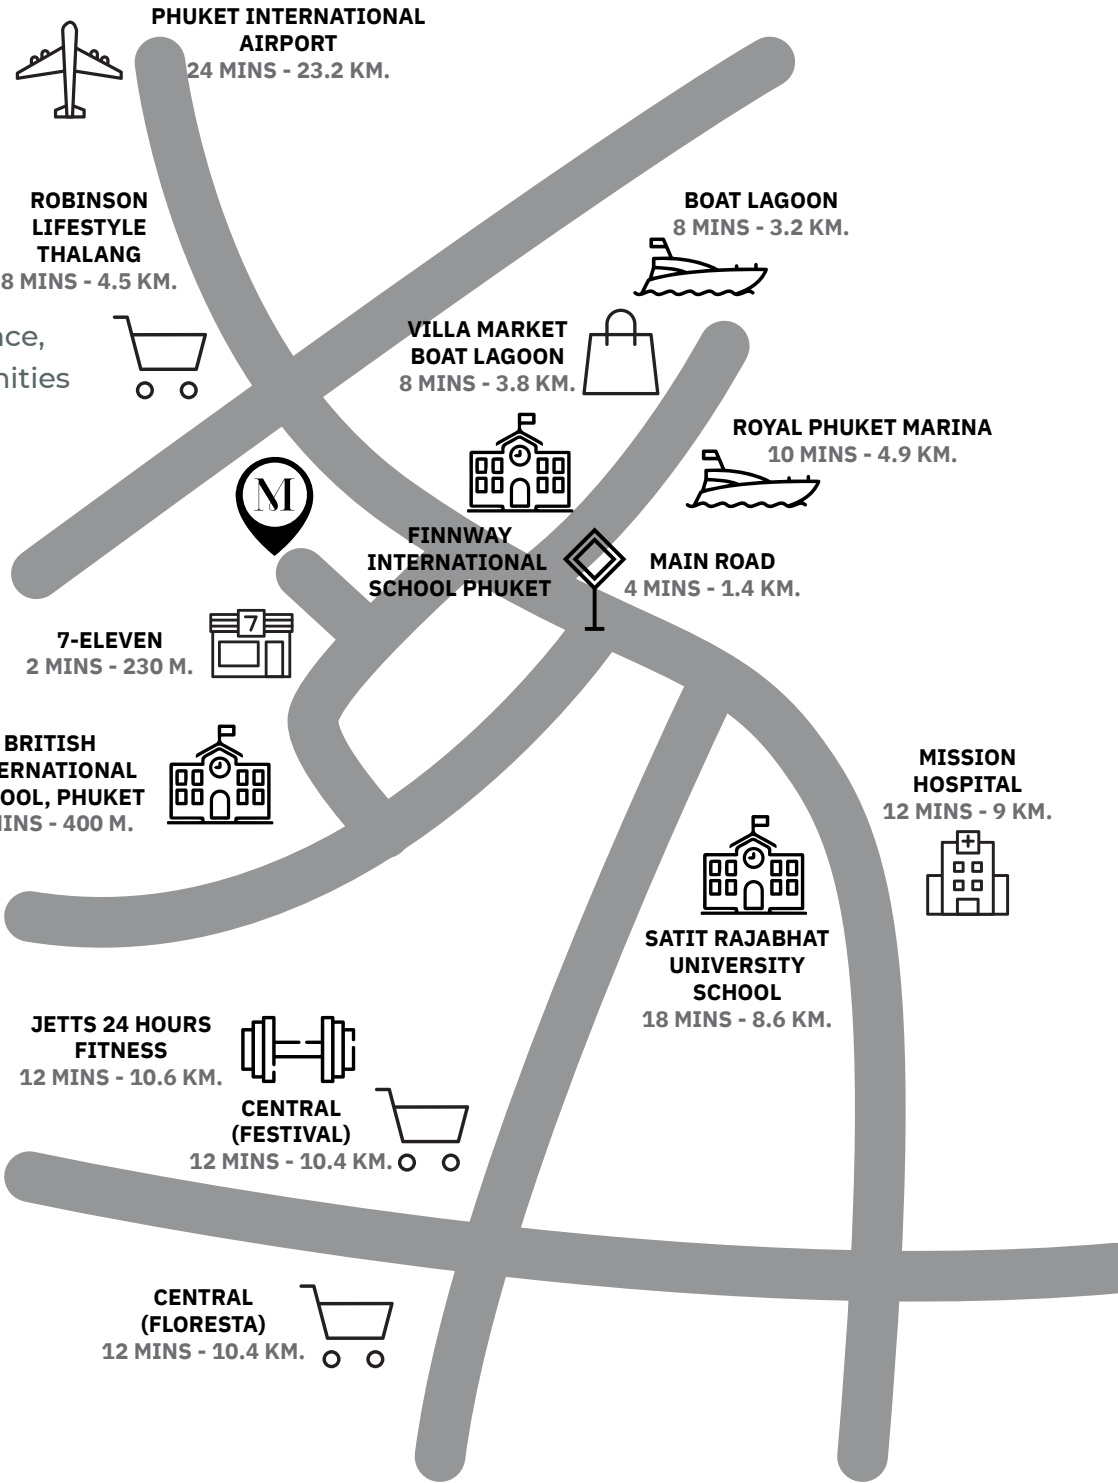 PHUKET INTERNATIONAL
AIRPORT
24 MINS - 23.2 KM.
ROBINSON
LIFESTYLE
THALANG
8 MINS - 4.5 KM.
BOAT LAGOON
8 MINS - 3.2 KM.
VILLA MARKET
BOAT LAGOON
8 MINS - 3.8 KM.
ROYAL PHUKET MARINA
10 MINS - 4.9 KM.
M
FINNWAY
INTERNATIONAL
SCHOOL PHUKET
MAIN ROAD
4 MINS - 1.4 KM.
7
7-ELEVEN
2 MINS - 230 M.
BRITISH
PHUKET
- 400 M.
MISSION
HOSPITAL
12 MINS - 9 KM.
SATIT RAJABHAT
UNIVERSITY
SCHOOL
18 MINS - 8.6 KM.
JETTS 24 HOURS
FITNESS
12 MINS - 10.6 KM.
CENTRAL
(FESTIVAL)
12 MINS - 10.4 KM.
CENTRAL
(FLORESTA)
12 MINS - 10.4 KM.